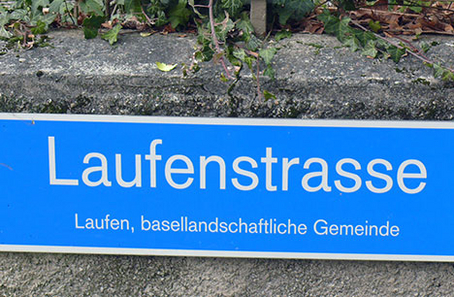 Laufenstrasse
Laufen, basellandschaftliche Gemeinde